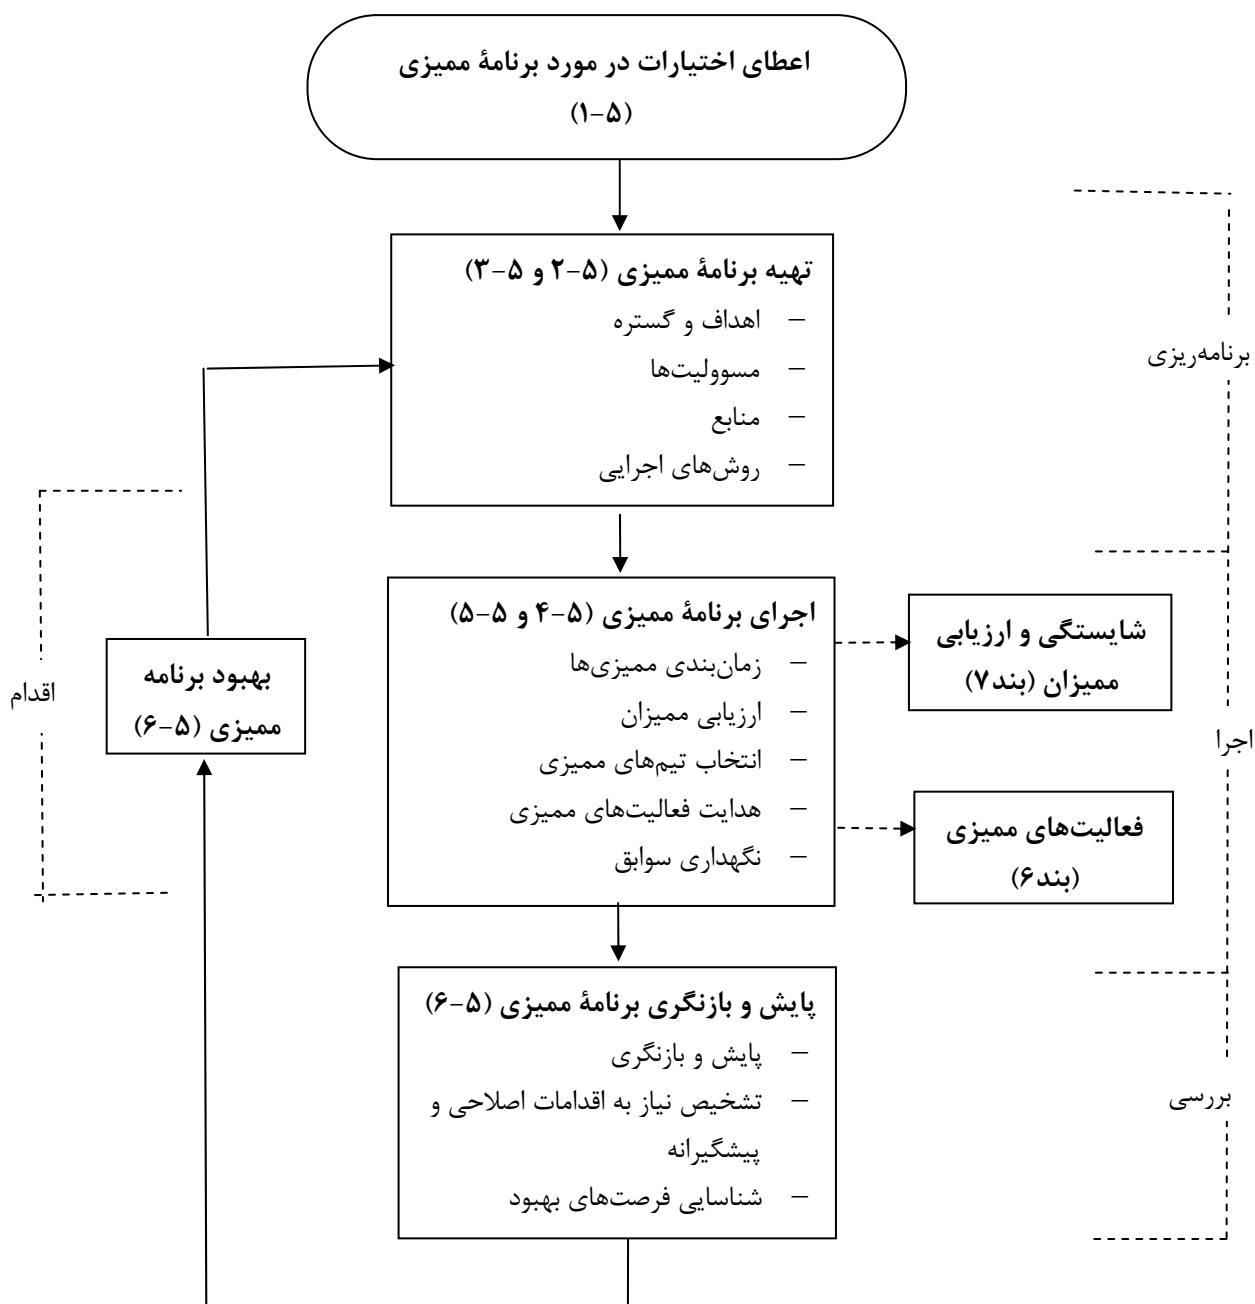 اعطای اختیارات در مورد برنامۀ ممیزی
(۵-۱)
تهیه برنامۀ ممیزی (۵-۲ و ۵-۳)
– اهداف و گستره
– مسوولیت‌ها
– منابع
– روش‌های اجرایی
برنامه‌ریزی
اجرای برنامۀ ممیزی (۵-۴ و ۵-۵)
– زمان‌بندی ممیزی‌ها
– ارزیابی ممیزان
– انتخاب تیم‌های ممیزی
– هدایت فعالیت‌های ممیزی
– نگهداری سوابق
شایستگی و ارزیابی
ممیزان (بند۷)
فعالیت‌های ممیزی
(بند۶)
اجرا
پایش و بازنگری برنامۀ ممیزی (۵-۶)
– پایش و بازنگری
– تشخیص نیاز به اقدامات اصلاحی و
پیشگیرانه
– شناسایی فرصت‌های بهبود
بررسی
بهبود برنامه
ممیزی (۵-۶)
اقدام